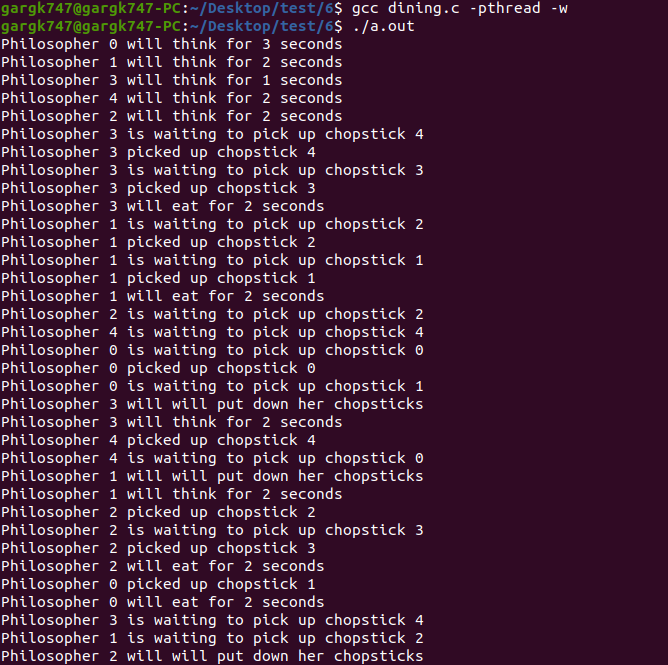 gargk747@gargk747-PC:~/Desktop/test/6$ gcc dining.c -pthread -w
gargk747@gargk747-PC:~/Desktop/test/6$ ./a.out
Philosopher 0 will think for 3 seconds
Philosopher 1 will think for 2 seconds
Philosopher 3 will think for 1 seconds
Philosopher 4 will think for 2 seconds
Philosopher 2 will think for 2 seconds
Philosopher 3 is waiting to pick up chopstick 4
Philosopher 3 picked up chopstick 4
Philosopher 3 is waiting to pick up chopstick 3
Philosopher 3 picked up chopstick 3
Philosopher 3 will eat for 2 seconds
Philosopher 1 is waiting to pick up chopstick 2
Philosopher 1 picked up chopstick 2
Philosopher 1 is waiting to pick up chopstick 1
Philosopher 1 picked up chopstick 1
Philosopher 1 will eat for 2 seconds
Philosopher 2 is waiting to pick up chopstick 2
Philosopher 4 is waiting to pick up chopstick 4
Philosopher 0 is waiting to pick up chopstick 0
Philosopher 0 picked up chopstick 0
Philosopher 0 is waiting to pick up chopstick 1
Philosopher 3 will will put down her chopsticks
Philosopher 3 will think for 2 seconds
Philosopher 4 picked up chopstick 4
Philosopher 4 is waiting to pick up chopstick 0
Philosopher 1 will will put down her chopsticks
Philosopher 1 will think for 2 seconds
Philosopher 2 picked up chopstick 2
Philosopher 2 is waiting to pick up chopstick 3
Philosopher 2 picked up chopstick 3
Philosopher 2 will eat for 2 seconds
Philosopher 0 picked up chopstick 1
Philosopher 0 will eat for 2 seconds
Philosopher 3 is waiting to pick up chopstick 4
Philosopher 1 is waiting to pick up chopstick 2
Philosopher 2 will will put down her chopsticks